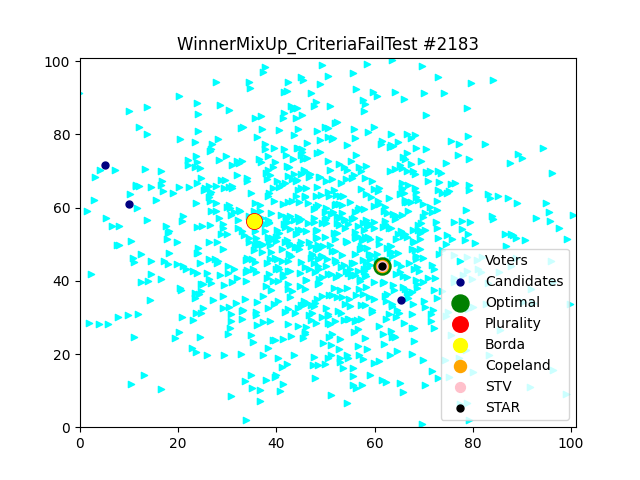 WinnerMixUp_CriteriaFailTest #2183
100
80
60
40
20
0
0 20 40 60 80 100
Voters
Candidates
Optimal
Plurality
Borda
Copeland
STV
STAR